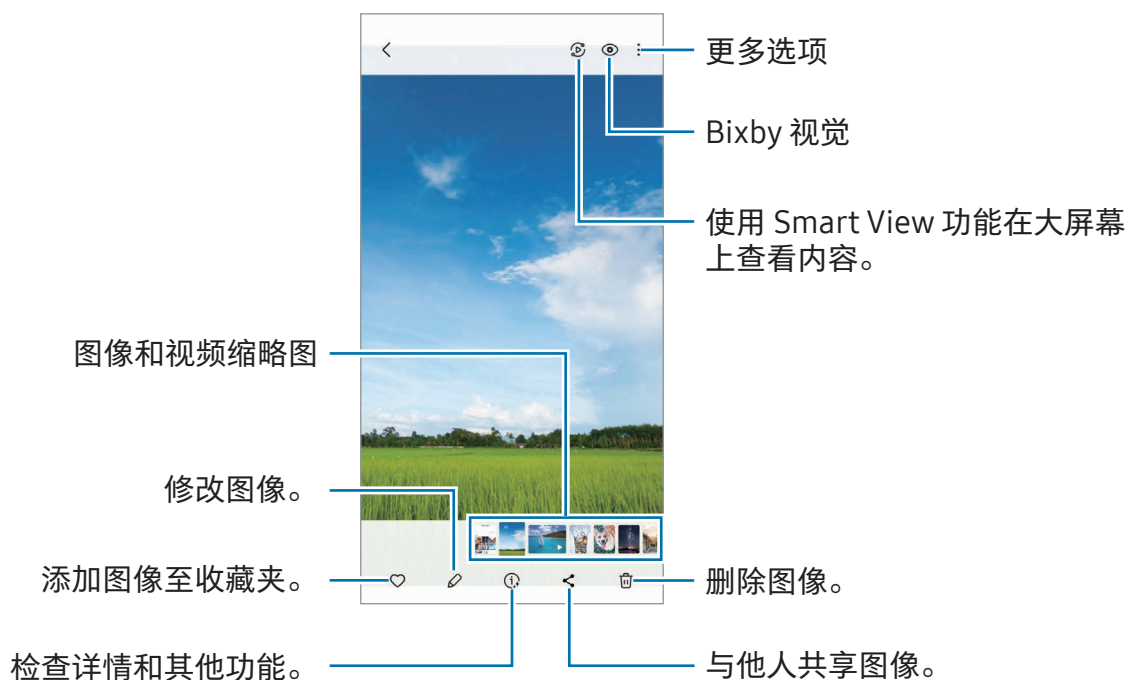 更多选项
Bixby 视觉
使用 Smart View 功能在大屏幕
上查看内容。
图像和视频缩略图
修改图像。
添加图像至收藏夹。
删除图像。
检查详情和其他功能。
与他人共享图像。